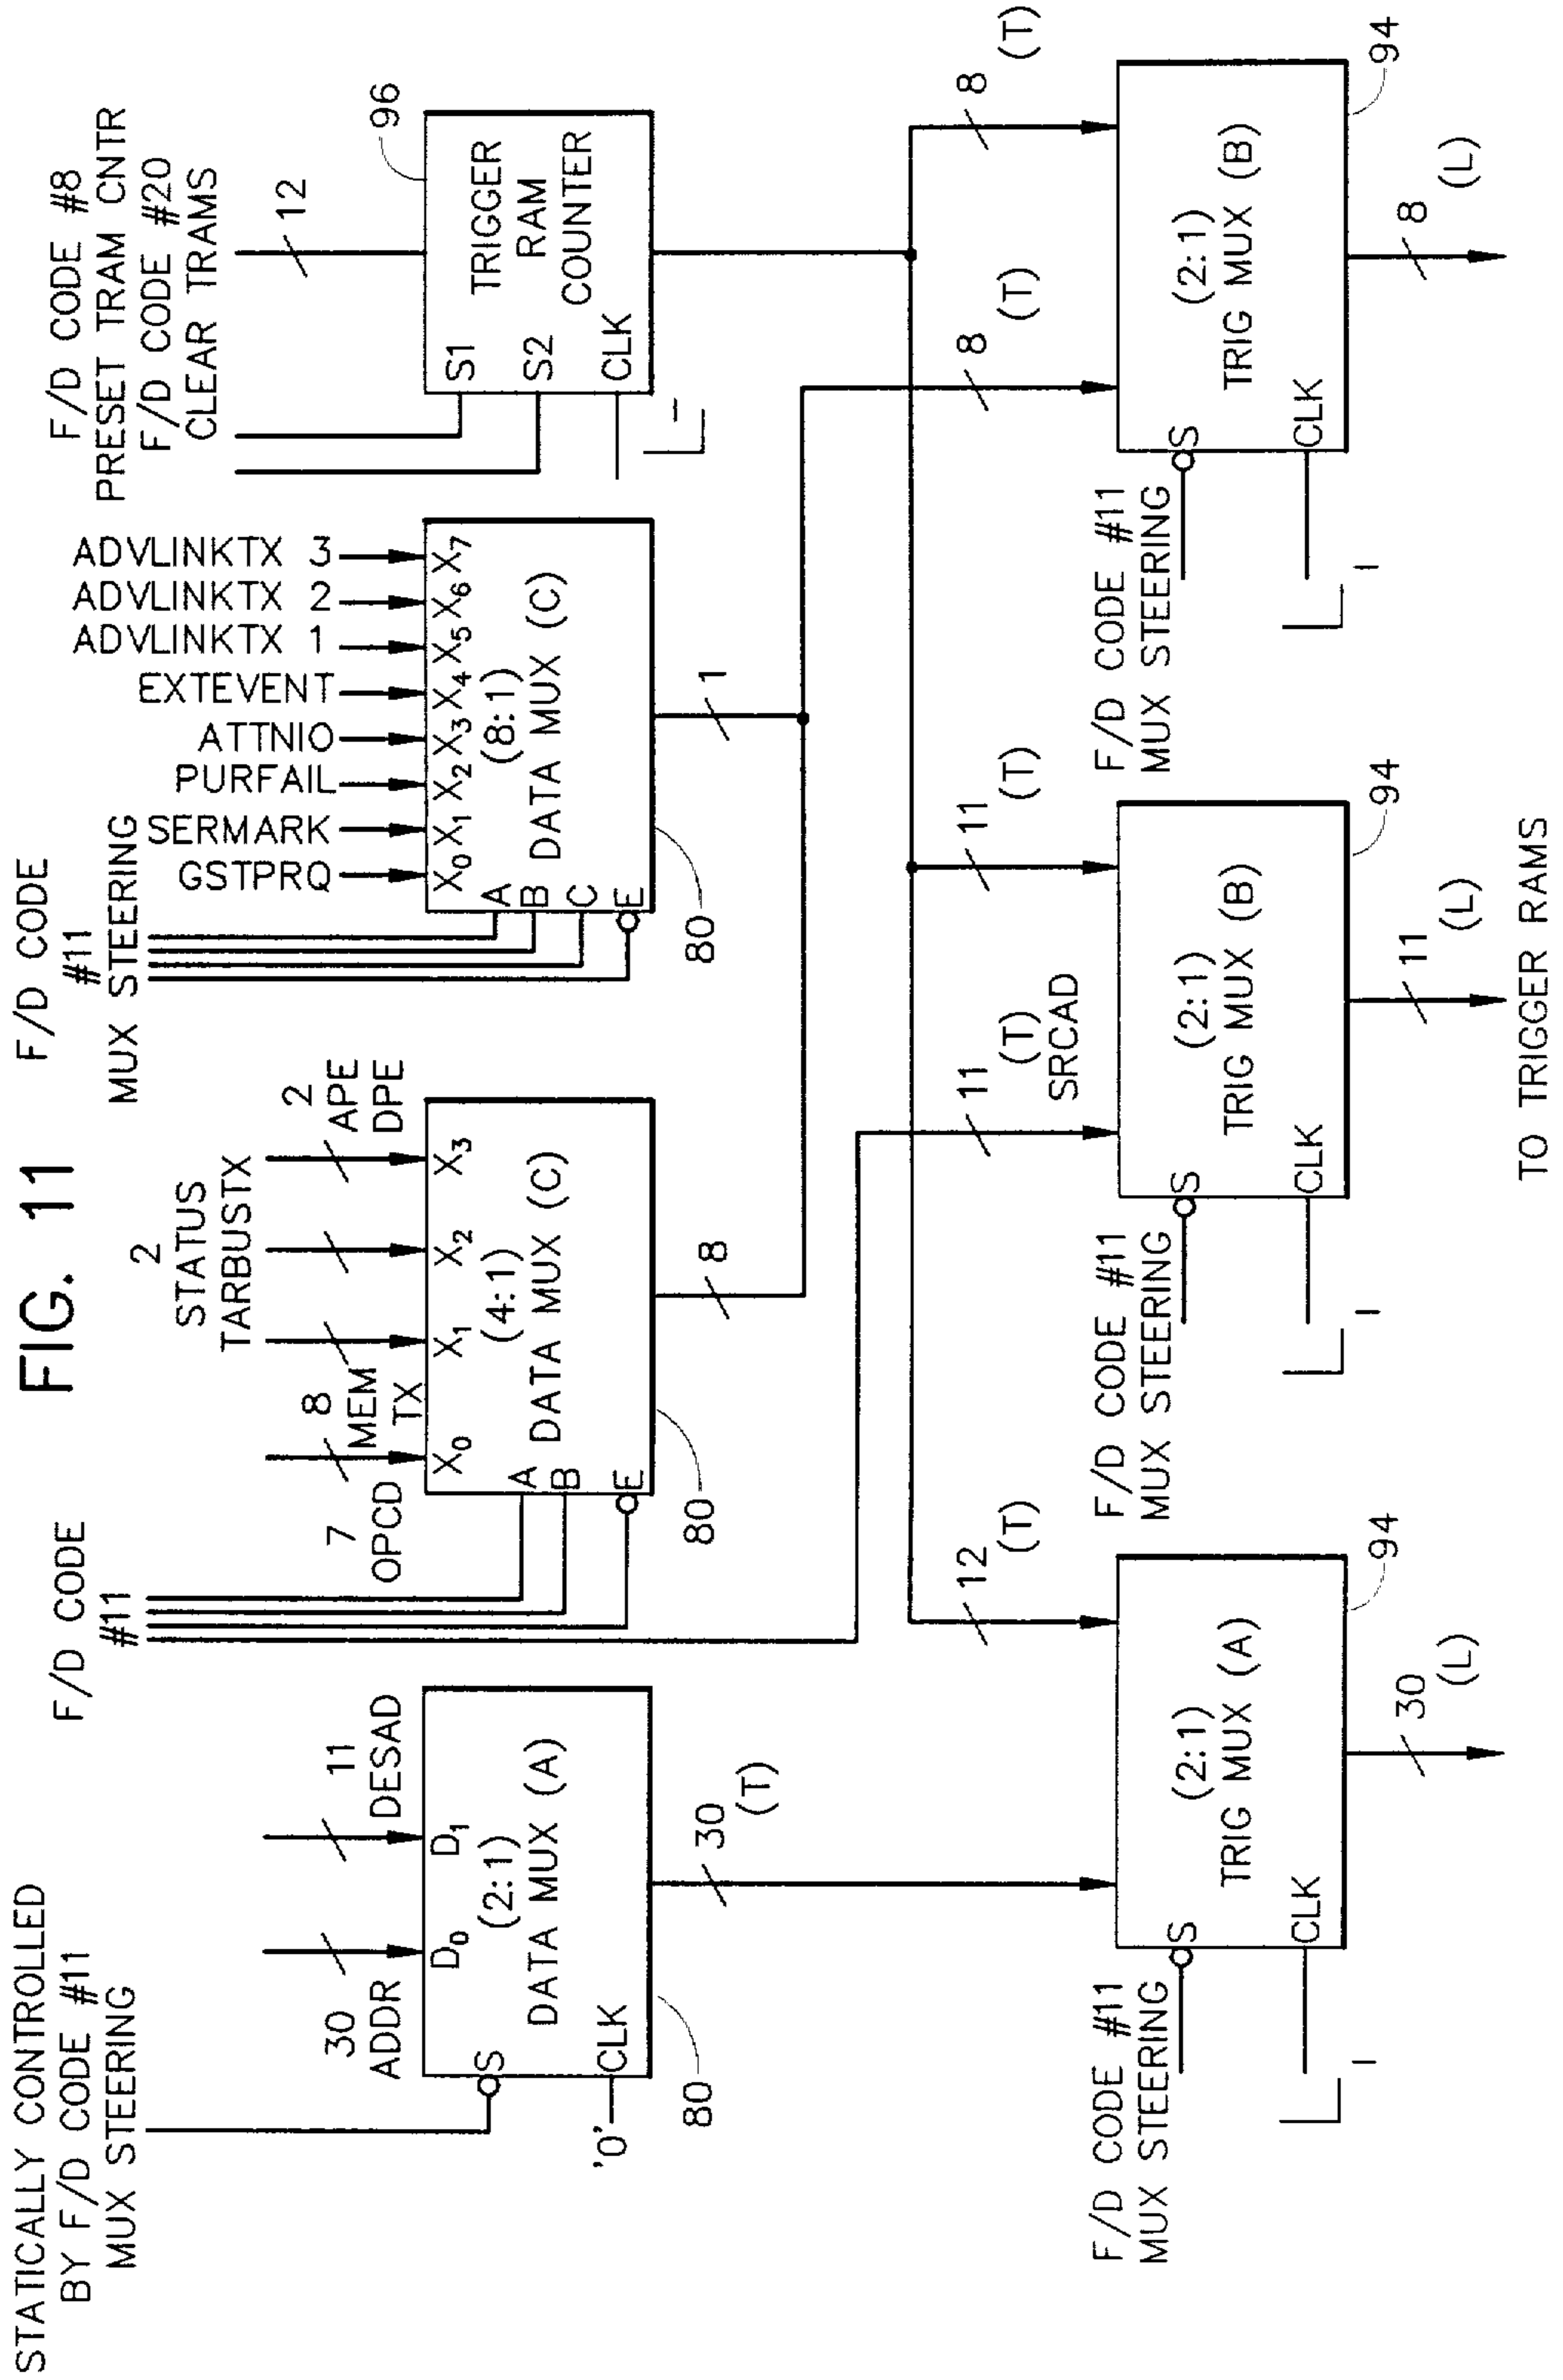 FIG. 11
STATICALLY CONTROLLED
BY F/D CODE #11
MUX STEERING
30
ADDR
11
DESAD
D0
D1
S
(2:1)
DATA MUX (A)
'0'
CLK
80
30
(T)
F/D CODE
#11
7
OPCD
8
MEM
TX
2
STATUS
TARBUSTX
2
APE
DPE
X0
X1
X2
X3
A
B
E
(4:1)
DATA MUX (C)
80
8
F/D CODE
#11
MUX STEERING
GSTPRQ
SERMARK
PURFAIL
ATTNIO
EXTEVENT
ADVLINKTX 1
ADVLINKTX 2
ADVLINKTX 3
X0 X1 X2 X3 X4 X5 X6 X7
A
B
C
E
(8:1)
DATA MUX (C)
80
1
F/D CODE #8
PRESET TRAM CNTR
F/D CODE #20
CLEAR TRAMS
12
96
S1
S2
CLK
TRIGGER
RAM
COUNTER
12
(T)
F/D CODE #11
MUX STEERING
S
CLK
(2:1)
TRIG MUX (A)
94
30
(L)
11
(T)
SRCAD
11
(T)
F/D CODE #11
MUX STEERING
S
CLK
(2:1)
TRIG MUX (B)
94
11
(L)
TO TRIGGER RAMS
8
(T)
8
(T)
F/D CODE #11
MUX STEERING
S
CLK
(2:1)
TRIG MUX (B)
94
8
(L)